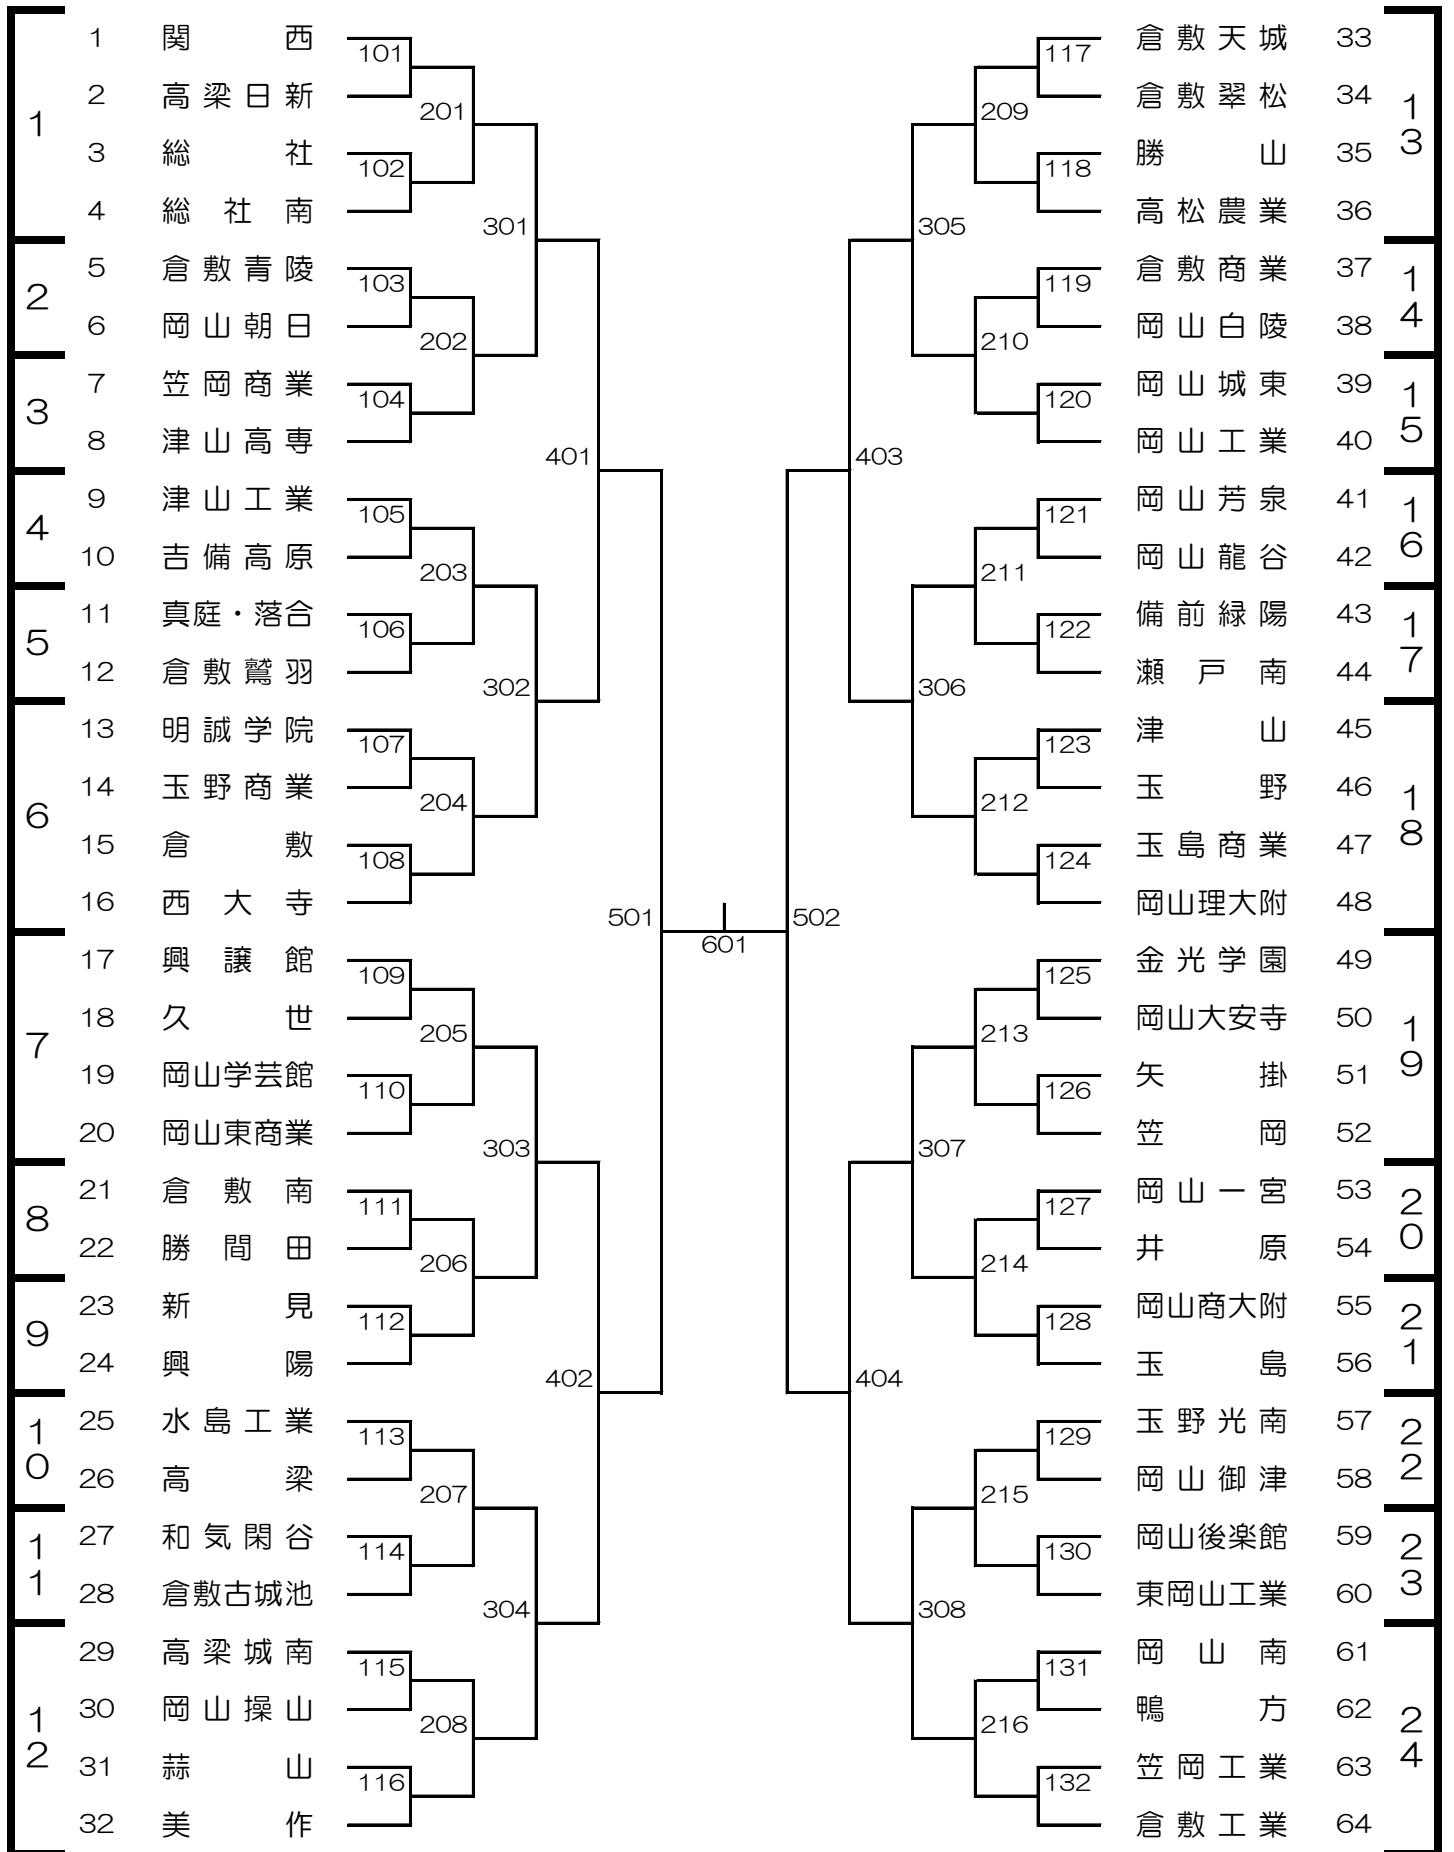 1 関西 101 117 倉敷天城 33
2 高梁日新 201 209 倉敷翠松 34
1 13
3 総社 102 118 勝山 35
4 総社南 301 305 高松農業 36
5 倉敷青陵 103 119 倉敷商業 37
2 14
6 岡山朝日 202 210 岡山白陵 38
7 笠岡商業 104 120 岡山城東 39
3 15
8 津山高専 401 403 岡山工業 40
9 津山工業 105 121 岡山芳泉 41
4 16
10 吉備高原 203 211 岡山龍谷 42
11 真庭・落合 106 122 備前緑陽 43
5 17
12 倉敷鷲羽 302 306 瀬戸南 44
13 明誠学院 107 123 津山 45
14 玉野商業 204 212 玉野 46
6 18
15 倉敷 108 124 玉島商業 47
16 西大寺 501 502 岡山理大附 48
601
17 興譲館 109 125 金光学園 49
18 久世 205 213 岡山大安寺 50
7 19
19 岡山学芸館 110 126 矢掛 51
20 岡山東商業 303 307 笠岡 52
21 倉敷南 111 127 岡山一宮 53
8 20
22 勝間田 206 214 井原 54
23 新見 112 128 岡山商大附 55
9 21
24 興陽 402 404 玉島 56
25 水島工業 113 129 玉野光南 57
10 22
26 高梁 207 215 岡山御津 58
27 和気閑谷 114 130 岡山後楽館 59
11 23
28 倉敷古城池 304 308 東岡山工業 60
29 高梁城南 115 131 岡山南 61
30 岡山操山 208 216 鴨方 62
12 24
31 蒜山 116 132 笠岡工業 63
32 美作 倉敷工業 64